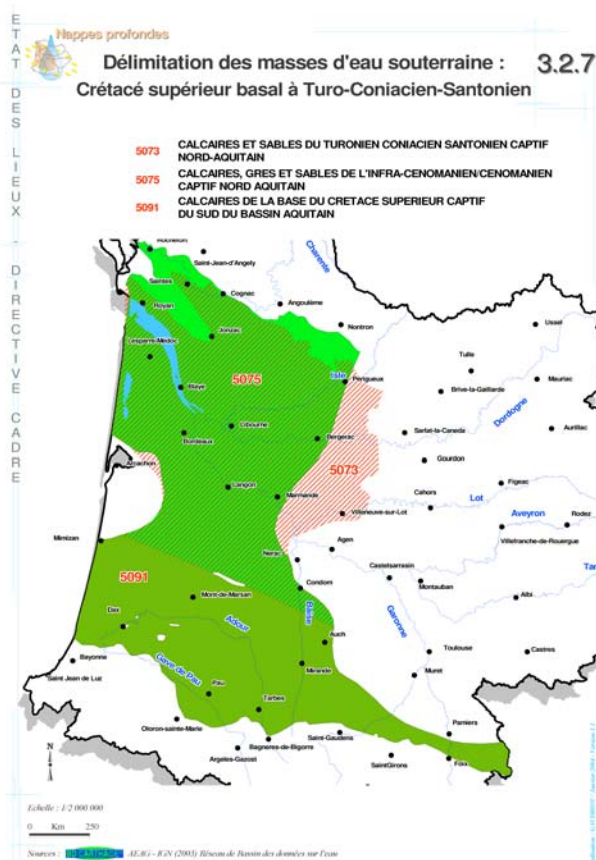 ETAT DES LIEUX - DIRECTIVE CADRE
Nappes profondes
Délimitation des masses d'eau souterraine :
3.2.7
Crétacé supérieur basal à Turo-Coniacien-Santonien
5073 CALCAIRES ET SABLES DU TURONIEN CONIACIEN SANTONIEN CAPTIF
NORD-AQUITAIN
5075 CALCAIRES, GRES ET SABLES DE L'INFRA-CENOMANIEN/CENOMANIEN
CAPTIF NORD AQUITAIN
5091 CALCAIRES DE LA BASE DU CRETACE SUPERIEUR CAPTIF
DU SUD DU BASSIN AQUITAIN
Saint-Jean-d'Angely
Charente
Saintes
Cognac
Royan
Angoulême
Jonzac
Nontron
Ussel
Lesparre-Medoc
Tulle
5075
Isle
Perigueux
Mauriac
Blaye
Brive-la-Gaillarde
Dordogne
Libourne
Bordeaux
Bergerac
Sarlat-la-Caneda
Aurillac
Arcachon
5073
Gourdon
Langon
Marmande
Cahors
Figeac
Lot
Villeneuve-sur-Lot
Aveyron
Rodez
Mimizan
Agen
Villefranche-de-Rouergue
Nerac
Castelsarrasin
Tar
5091
Condom
Montauban
Mont-de-Marsan
Albi
Dax
Adour
Baïse
Garonne
Auch
Toulouse
Castres
Bayonne
Gave de Pau
Mirande
Muret
Saint Jean de Luz
Pau
Tarbes
Oloron-sainte-Marie
Saint-Gaudens
Pamiers
Bagneres-de-Bigorre
Argeles-Gazost
SaintGirons
Foix
N
Echelle : 1/2 000 000
0 Km 250
Sources :
AEAG - IGN (2003) Réseau de Bassin des données sur l'eau